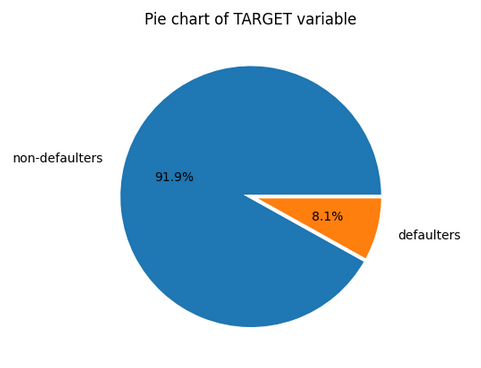 Pie chart of TARGET variable
non-defaulters
91.9%
8.1%
defaulters